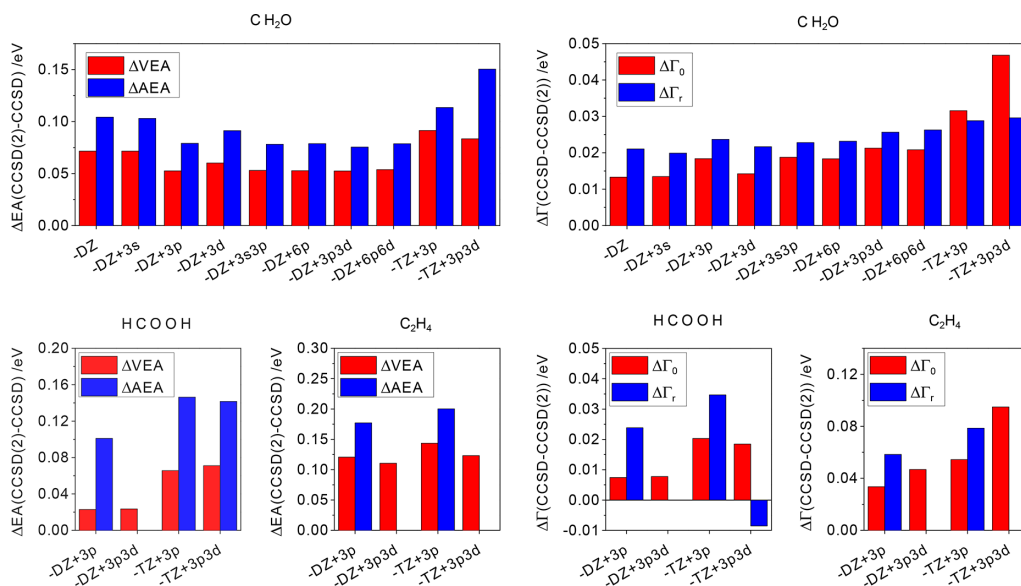 C H₂O
ΔEA(CCSD(2)-CCSD) /eV
0.15
0.10
0.05
0.00
ΔVEA
ΔAEA
-DZ
-DZ+3s
-DZ+3p
-DZ+3d
-DZ+3s3p
-DZ+6p
-DZ+3p3d
-DZ+6p6d
-TZ+3p
-TZ+3p3d
C H₂O
ΔΓ(CCSD-CCSD(2)) /eV
0.05
0.04
0.03
0.02
0.01
0.00
ΔΓ₀
ΔΓᵣ
-DZ
-DZ+3s
-DZ+3p
-DZ+3d
-DZ+3s3p
-DZ+6p
-DZ+3p3d
-DZ+6p6d
-TZ+3p
-TZ+3p3d
H C O O H
ΔEA(CCSD(2)-CCSD) /eV
0.20
0.16
0.12
0.08
0.04
0.00
ΔVEA
ΔAEA
-DZ+3p
-DZ+3p3d
-TZ+3p
-TZ+3p3d
C₂H₄
ΔEA(CCSD(2)-CCSD) /eV
0.30
0.25
0.20
0.15
0.10
0.05
0.00
ΔVEA
ΔAEA
-DZ+3p
-DZ+3p3d
-TZ+3p
-TZ+3p3d
H C O O H
ΔΓ(CCSD-CCSD(2)) /eV
0.05
0.04
0.03
0.02
0.01
0.00
-0.01
ΔΓ₀
ΔΓᵣ
-DZ+3p
-DZ+3p3d
-TZ+3p
-TZ+3p3d
C₂H₄
ΔΓ(CCSD-CCSD(2)) /eV
0.12
0.08
0.04
0.00
ΔΓ₀
ΔΓᵣ
-DZ+3p
-DZ+3p3d
-TZ+3p
-TZ+3p3d